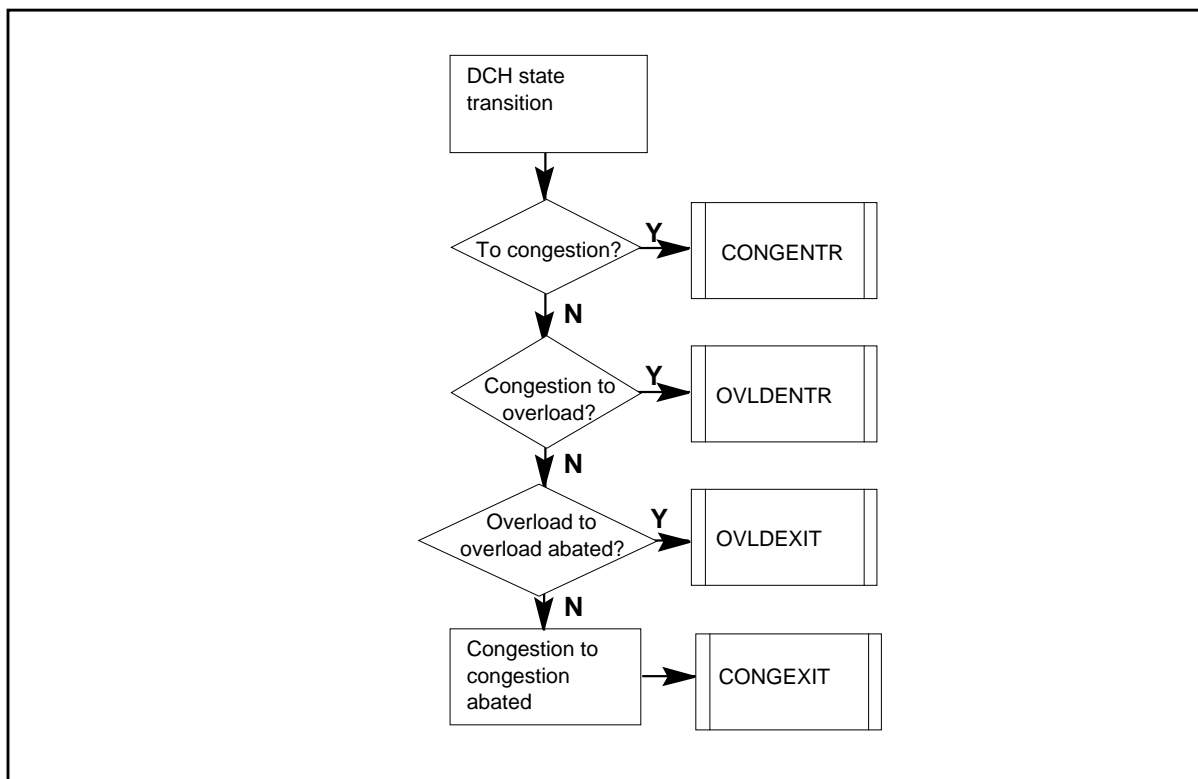 DCH state
transition
To congestion?
Y
CONGENTR
N
Congestion to
overload?
Y
OVLDENTR
N
Overload to
overload abated?
Y
OVLDEXIT
N
Congestion to
congestion
abated
CONGEXIT